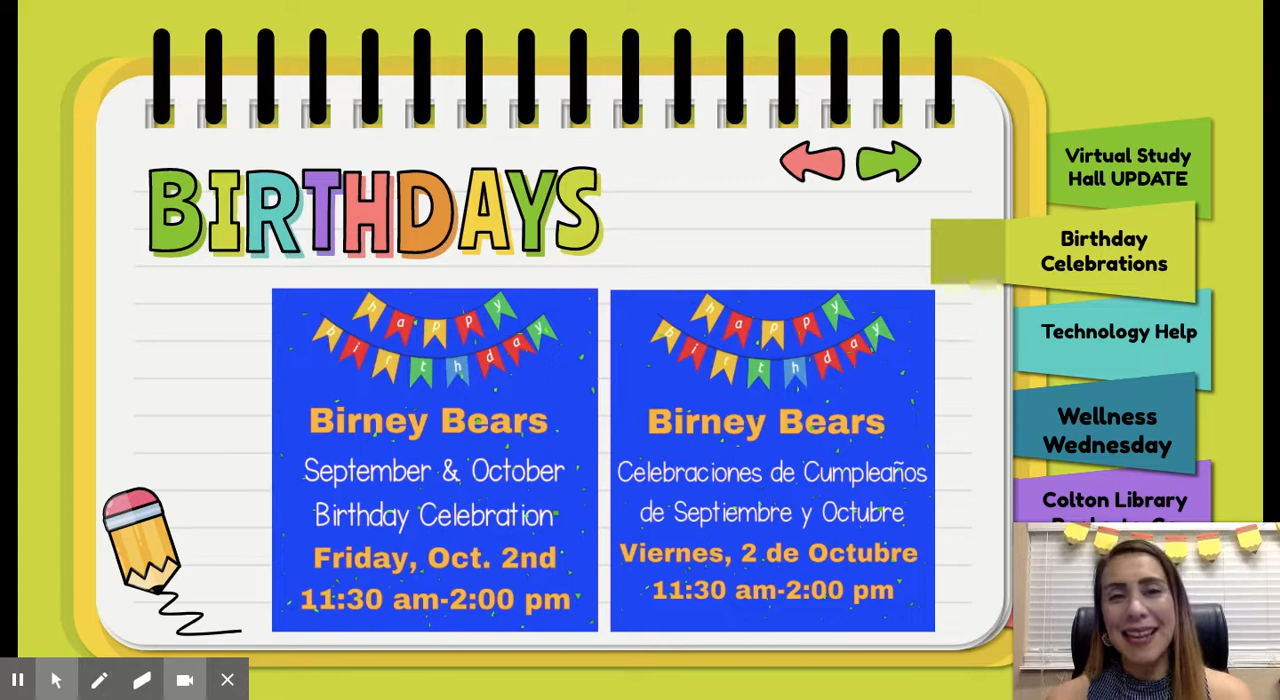 BIRTHDAYS
happy
birthday
Birney Bears
September & October
Birthday Celebration
Friday, Oct. 2nd
11:30 am-2:00 pm
happy
birthday
Birney Bears
Celebraciones de Cumpleaños
de Septiembre y Octubre
Viernes, 2 de Octubre
11:30 am-2:00 pm
Virtual Study
Hall UPDATE
Birthday
Celebrations
Technology Help
Wellness
Wednesday
Colton Library